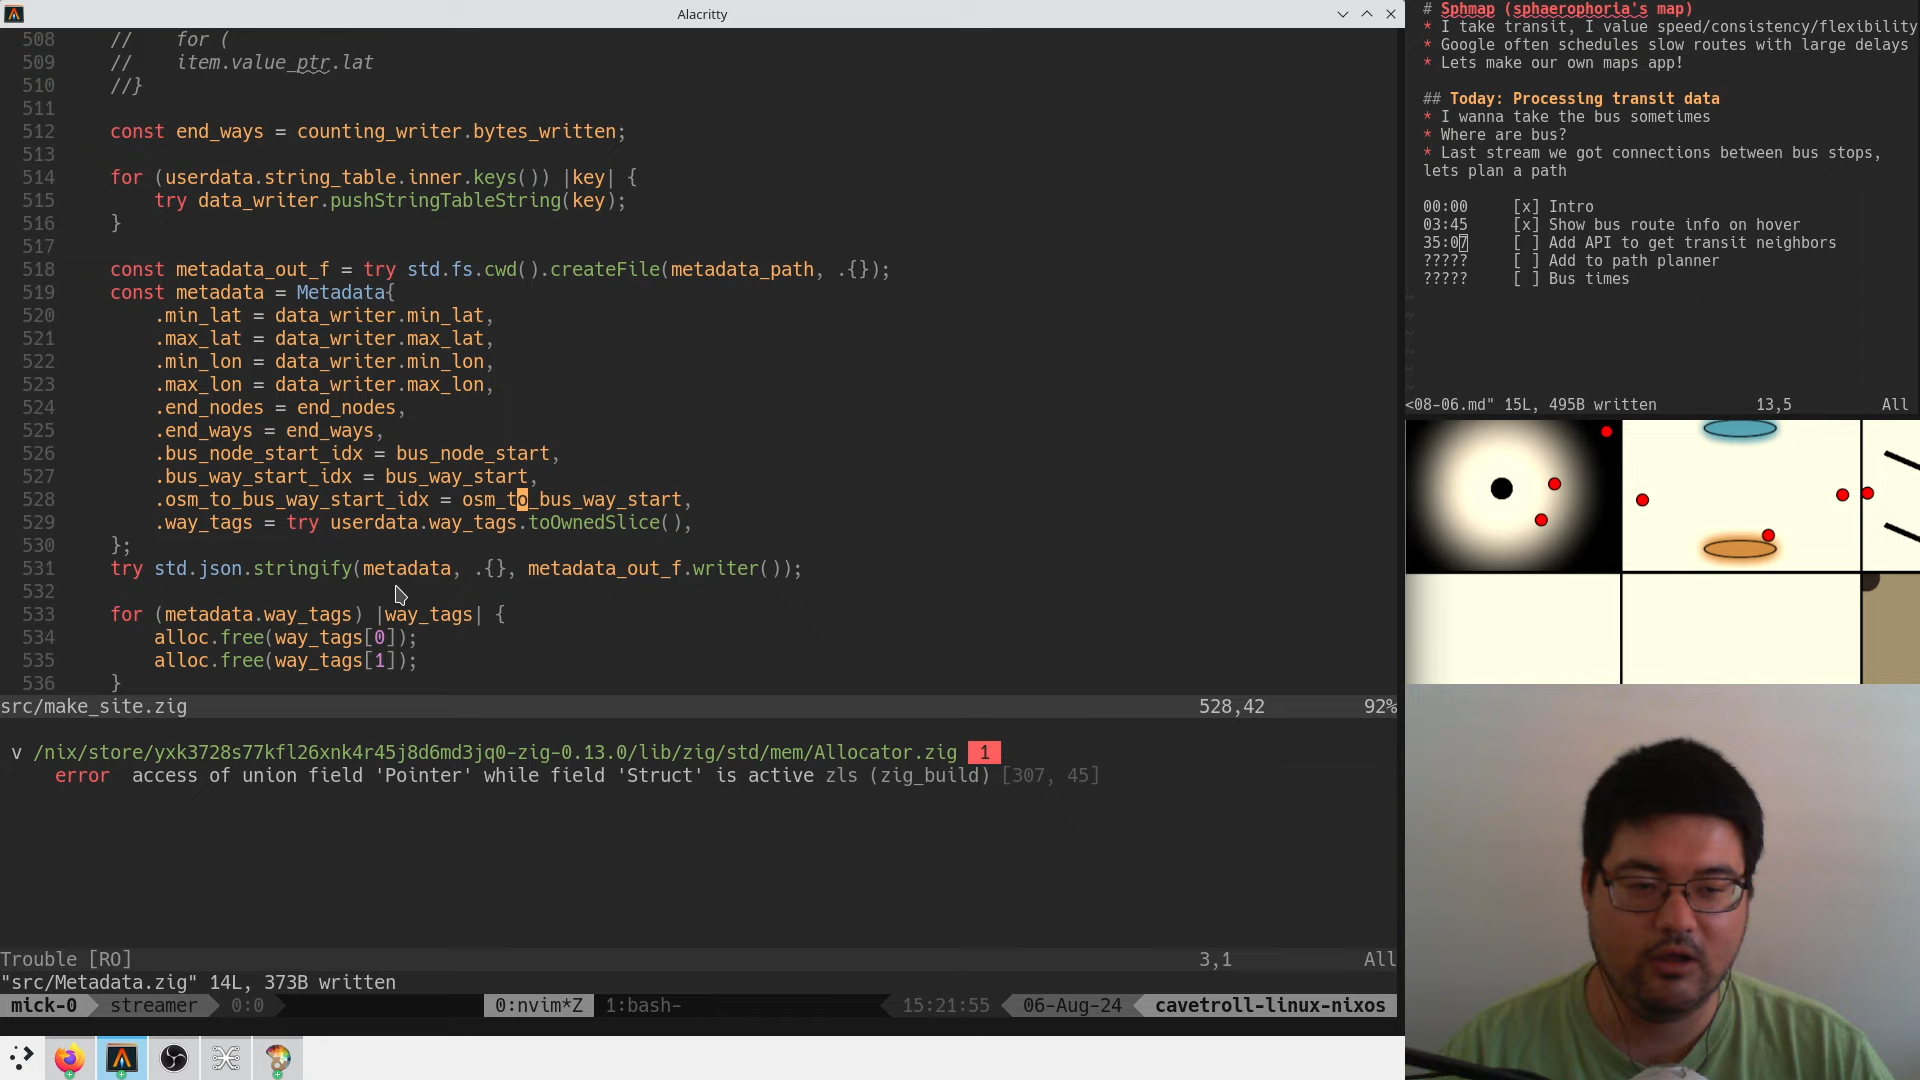 Alacritty
508 //    for (
509 //    item.value_ptr.lat
510 //}
511
512 const end_ways = counting_writer.bytes_written;
513
514 for (userdata.string_table.inner.keys()) |key| {
515     try data_writer.pushStringTableString(key);
516 }
517
518 const metadata_out_f = try std.fs.cwd().createFile(metadata_path, .{});
519 const metadata = Metadata{
520     .min_lat = data_writer.min_lat,
521     .max_lat = data_writer.max_lat,
522     .min_lon = data_writer.min_lon,
523     .max_lon = data_writer.max_lon,
524     .end_nodes = end_nodes,
525     .end_ways = end_ways,
526     .bus_node_start_idx = bus_node_start,
527     .bus_way_start_idx = bus_way_start,
528     .osm_to_bus_way_start_idx = osm_to_bus_way_start,
529     .way_tags = try userdata.way_tags.toOwnedSlice(),
530 };
531 try std.json.stringify(metadata, .{}, metadata_out_f.writer());
532
533 for (metadata.way_tags) |way_tags| {
534     alloc.free(way_tags[0]);
535     alloc.free(way_tags[1]);
536 }
src/make_site.zig 528,42 92%
v /nix/store/yxk3728s77kfl26xnk4r45j8d6md3jq0-zig-0.13.0/lib/zig/std/mem/Allocator.zig 1
error access of union field 'Pointer' while field 'Struct' is active zls (zig_build) [307, 45]
Trouble [RO] 3,1 All
"src/Metadata.zig" 14L, 373B written
mick-0 streamer 0:0 0:nvim*Z 1:bash- 15:21:55 06-Aug-24 cavetroll-linux-nixos
# Sphmap (sphaerophoria's map)
* I take transit, I value speed/consistency/flexibility
* Google often schedules slow routes with large delays
* Lets make our own maps app!
## Today: Processing transit data
* I wanna take the bus sometimes
* Where are bus?
* Last stream we got connections between bus stops,
lets plan a path
00:00 [x] Intro
03:45 [x] Show bus route info on hover
35:07 [ ] Add API to get transit neighbors
????? [ ] Add to path planner
????? [ ] Bus times
~
~
~
~
~
~
<08-06.md" 15L, 495B written 13,5 All